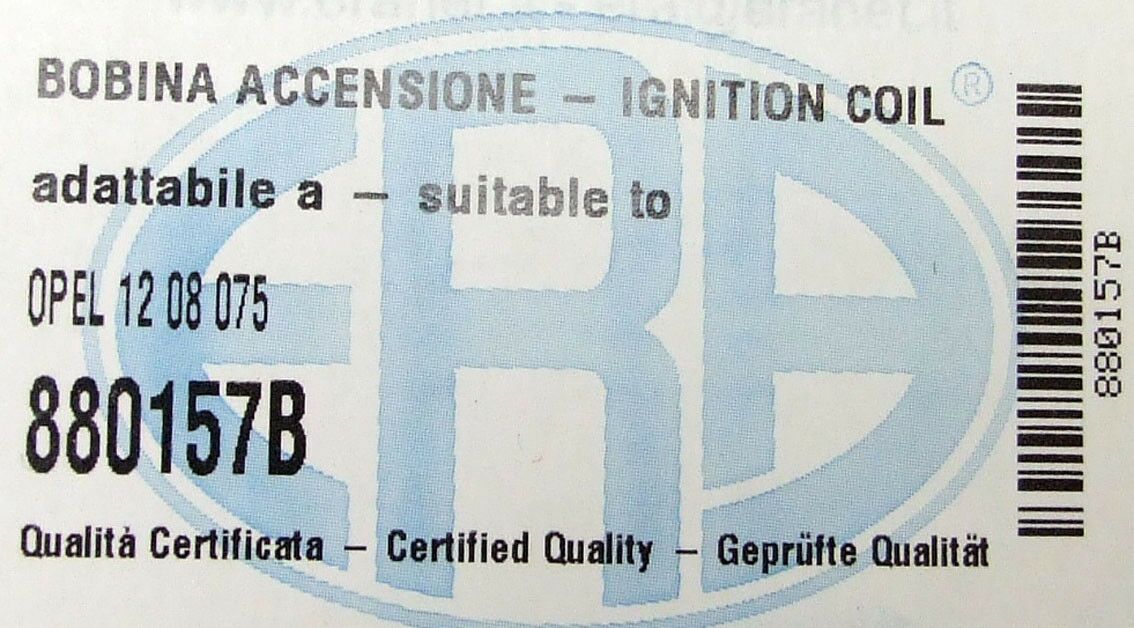 BOBINA ACCENSIONE – IGNITION COIL ®
adattabile a – suitable to
OPEL 12 08 075
880157B
Qualità Certificata – Certified Quality – Geprüfte Qualität
880157B
ERA